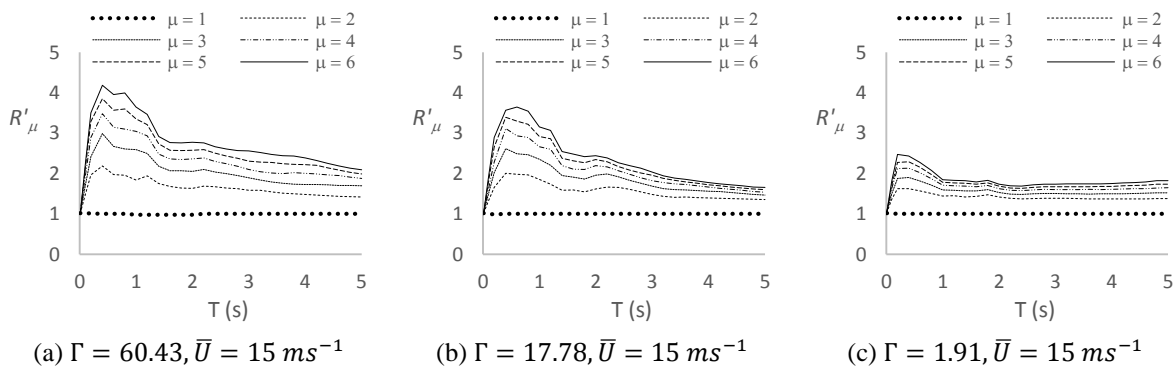 μ = 1 μ = 2
μ = 3 μ = 4
μ = 5 μ = 6
5
4
3
2
1
0
R'μ
0 1 2 3 4 5
T (s)
(a) Γ = 60.43, U̅ = 15 ms⁻¹
μ = 1 μ = 2
μ = 3 μ = 4
μ = 5 μ = 6
5
4
3
2
1
0
R'μ
0 1 2 3 4 5
T (s)
(b) Γ = 17.78, U̅ = 15 ms⁻¹
μ = 1 μ = 2
μ = 3 μ = 4
μ = 5 μ = 6
5
4
3
2
1
0
R'μ
0 1 2 3 4 5
T (s)
(c) Γ = 1.91, U̅ = 15 ms⁻¹